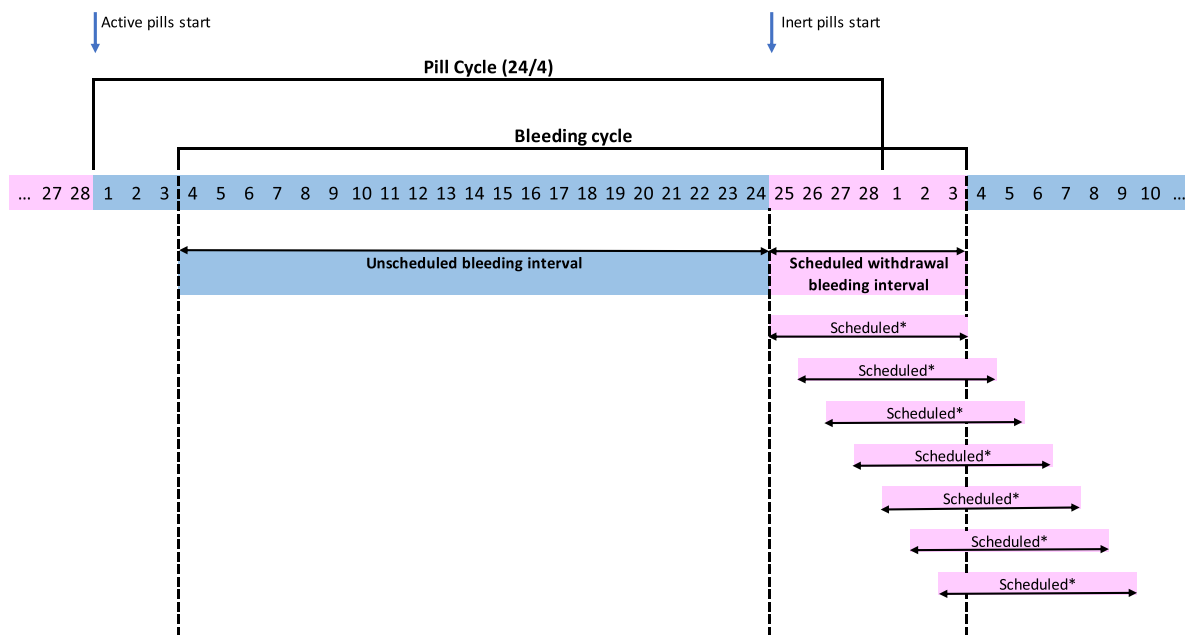 Active pills start
Inert pills start
Pill Cycle (24/4)
Bleeding cycle
... 27 28 1 2 3 4 5 6 7 8 9 10 11 12 13 14 15 16 17 18 19 20 21 22 23 24 25 26 27 28 1 2 3 4 5 6 7 8 9 10 ...
Unscheduled bleeding interval
Scheduled withdrawal
bleeding interval
Scheduled*
Scheduled*
Scheduled*
Scheduled*
Scheduled*
Scheduled*
Scheduled*